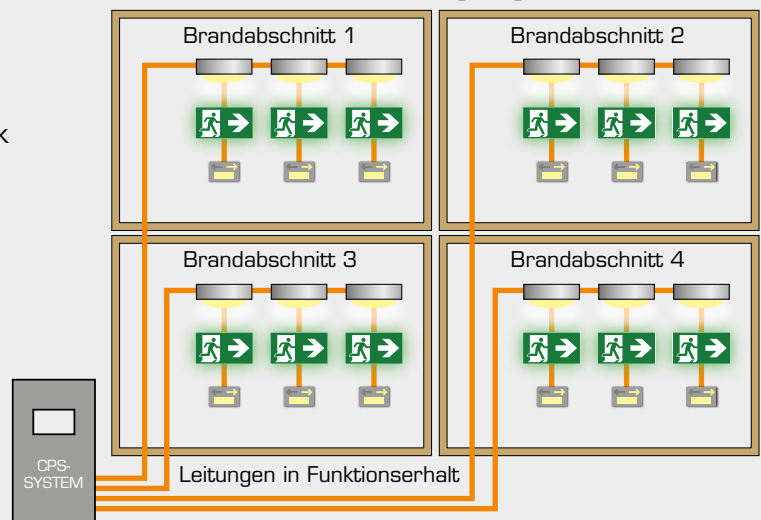 Brandabschnitt 1
Brandabschnitt 2
k
Brandabschnitt 3
Brandabschnitt 4
CPS-
SYSTEM
Leitungen in Funktionserhalt